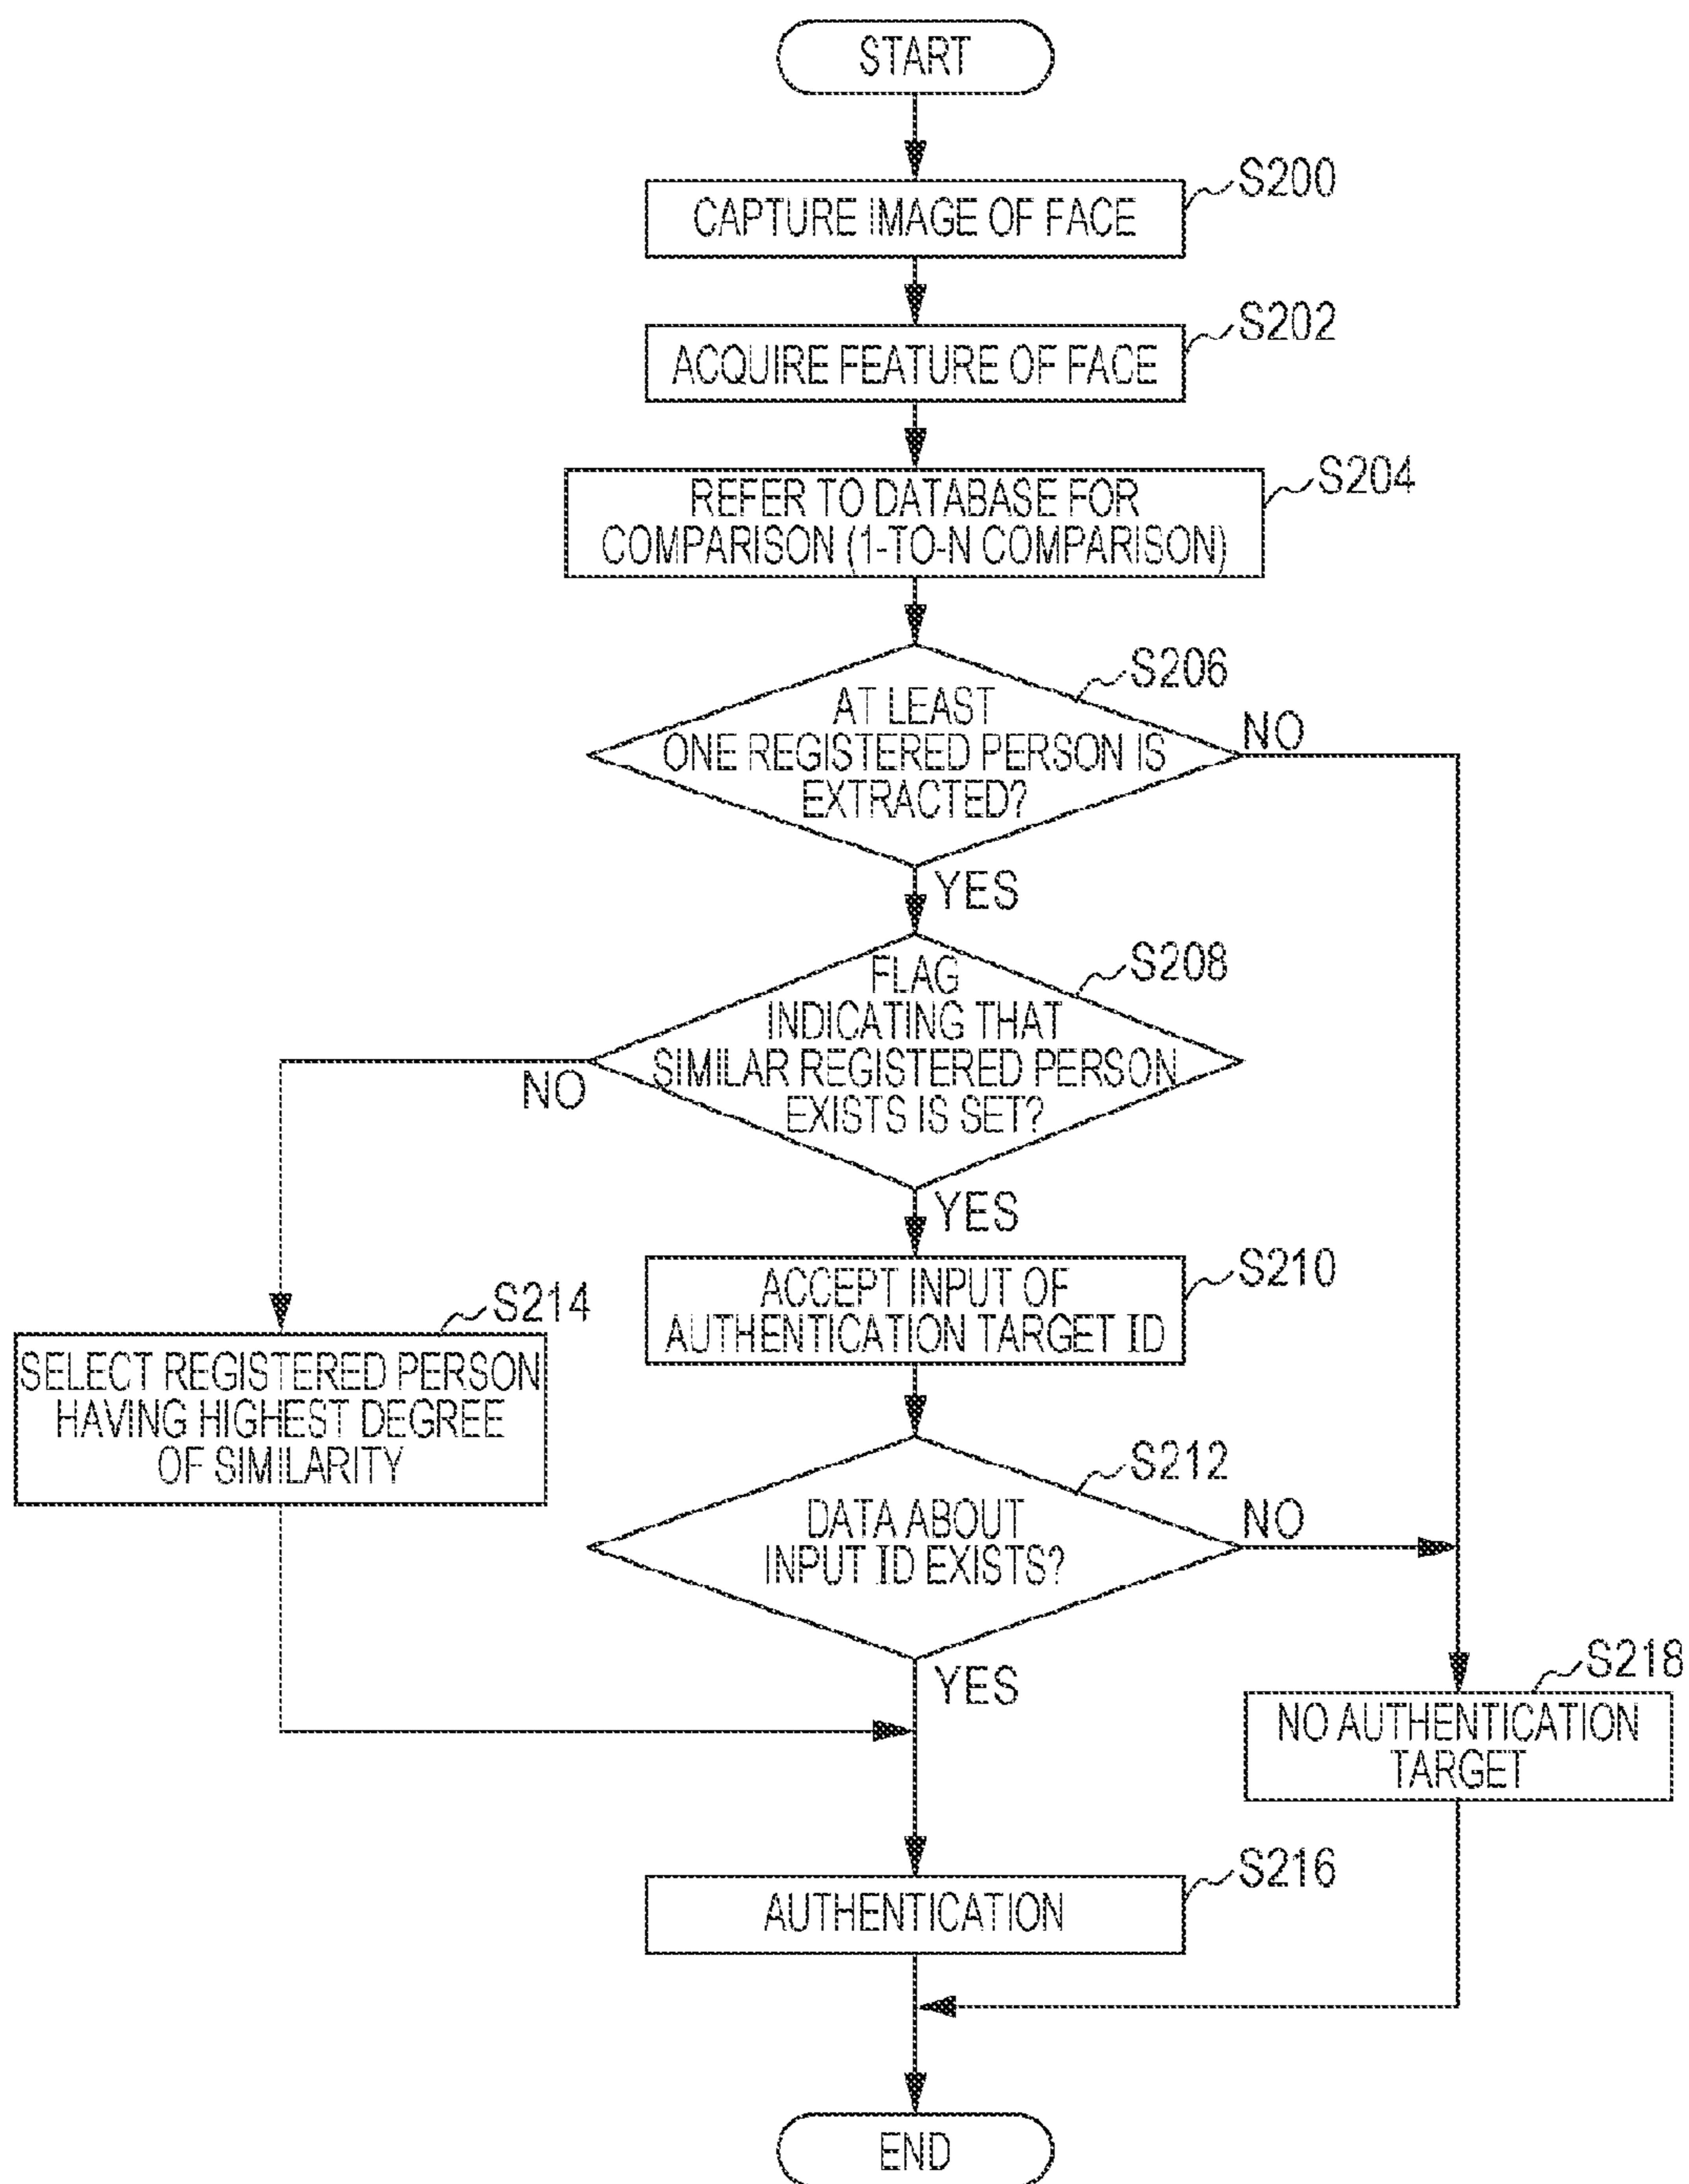 START
S200
CAPTURE IMAGE OF FACE
S202
ACQUIRE FEATURE OF FACE
S204
REFER TO DATABASE FOR
COMPARISON (1-TO-N COMPARISON)
S206
AT LEAST
ONE REGISTERED PERSON IS
EXTRACTED?
NO
YES
S208
FLAG
INDICATING THAT
SIMILAR REGISTERED PERSON
EXISTS IS SET?
NO
YES
S210
ACCEPT INPUT OF
AUTHENTICATION TARGET ID
S214
SELECT REGISTERED PERSON
HAVING HIGHEST DEGREE
OF SIMILARITY
S212
DATA ABOUT
INPUT ID EXISTS?
NO
YES
S218
NO AUTHENTICATION
TARGET
S216
AUTHENTICATION
END